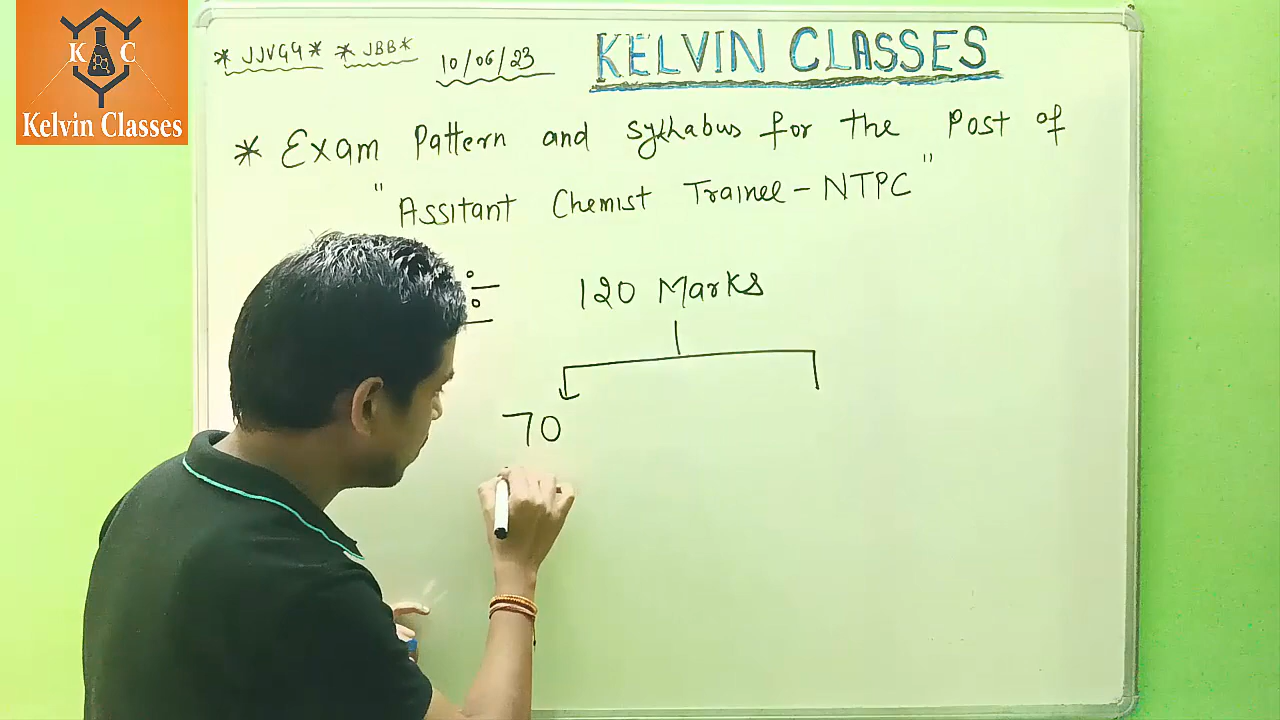 K C
Kelvin Classes
* JJVGG * * JBB *
10/06/23
KELVIN CLASSES
* Exam Pattern and Syllabus for the Post of
"Assitant Chemist Trainee - NTPC"
120 Marks
70